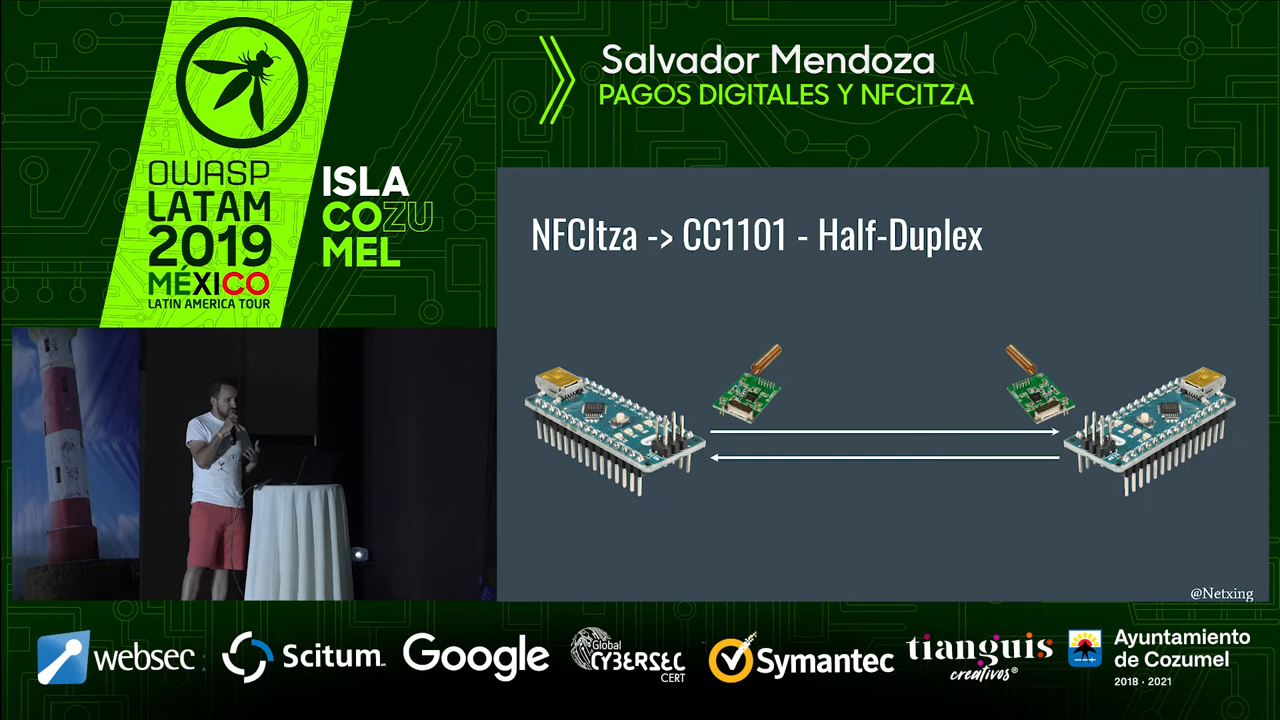 OWASP
LATAM
2019
MÉXICO
LATIN AMERICA TOUR
ISLA
COZU
MEL
Salvador Mendoza
PAGOS DIGITALES Y NFCITZA
NFCItza -> CC1101 - Half-Duplex
@Netxing
websec
Scitum
Google
Global
CYBERSEC
CERT
Symantec
tianguis
creativos®
Ayuntamiento
de Cozumel
2018 · 2021